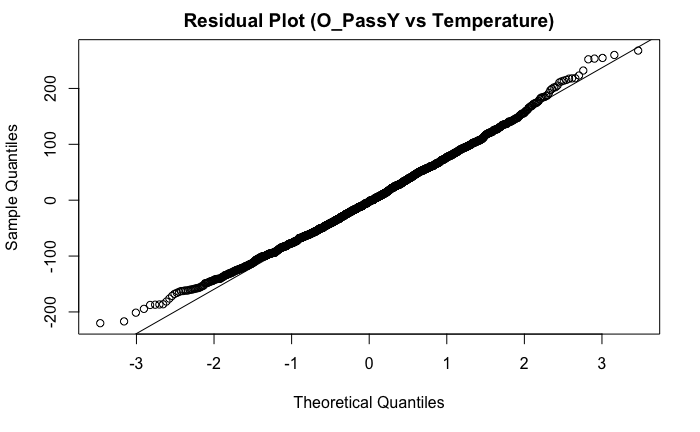 Residual Plot (O_PassY vs Temperature)
Sample Quantiles
200
100
0
-100
-200
-3 -2 -1 0 1 2 3
Theoretical Quantiles